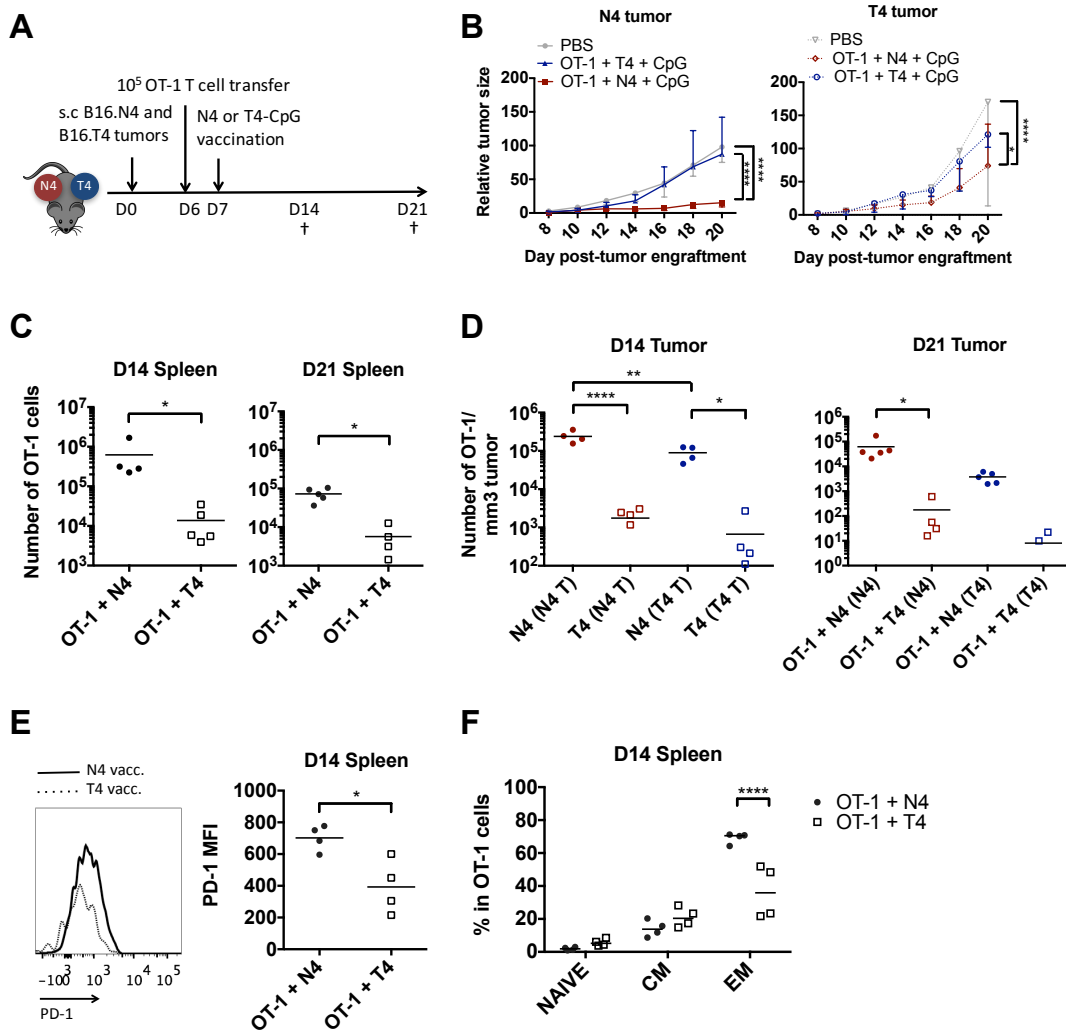 A
10⁵ OT-1 T cell transfer
s.c B16.N4 and
B16.T4 tumors
N4 or T4-CpG
vaccination
N4
T4
D0
D6
D7
D14
D21
†
†
B
N4 tumor
PBS
OT-1 + T4 + CpG
OT-1 + N4 + CpG
Relative tumor size
200
150
100
50
0
8
10
12
14
16
18
20
****
****
Day post-tumor engraftment
T4 tumor
PBS
OT-1 + N4 + CpG
OT-1 + T4 + CpG
200
150
100
50
0
8
10
12
14
16
18
20
*
****
Day post-tumor engraftment
C
D14 Spleen
Number of OT-1 cells
10⁷
10⁶
10⁵
10⁴
10³
*
OT-1 + N4
OT-1 + T4
D21 Spleen
10⁷
10⁶
10⁵
10⁴
10³
*
OT-1 + N4
OT-1 + T4
D
D14 Tumor
Number of OT-1/
mm3 tumor
10⁶
10⁵
10⁴
10³
10²
**
****
*
N4 (N4 T)
T4 (N4 T)
N4 (T4 T)
T4 (T4 T)
D21 Tumor
10⁶
10⁵
10⁴
10³
10²
10¹
10⁰
*
OT-1 + N4 (N4)
OT-1 + T4 (N4)
OT-1 + N4 (T4)
OT-1 + T4 (T4)
E
N4 vacc.
T4 vacc.
-10³
0
10³
10⁴
10⁵
PD-1
D14 Spleen
PD-1 MFI
1000
800
600
400
200
0
*
OT-1 + N4
OT-1 + T4
F
D14 Spleen
% in OT-1 cells
100
80
60
40
20
0
****
NAIVE
CM
EM
OT-1 + N4
OT-1 + T4